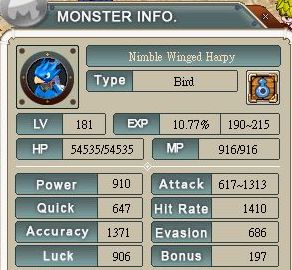 MONSTER INFO.
Nimble Winged Harpy
Type Bird
LV 181 EXP 10.77% 190~215
HP 54535/54535 MP 916/916
Power 910 Attack 617~1313
Quick 647 Hit Rate 1410
Accuracy 1371 Evasion 686
Luck 906 Bonus 197